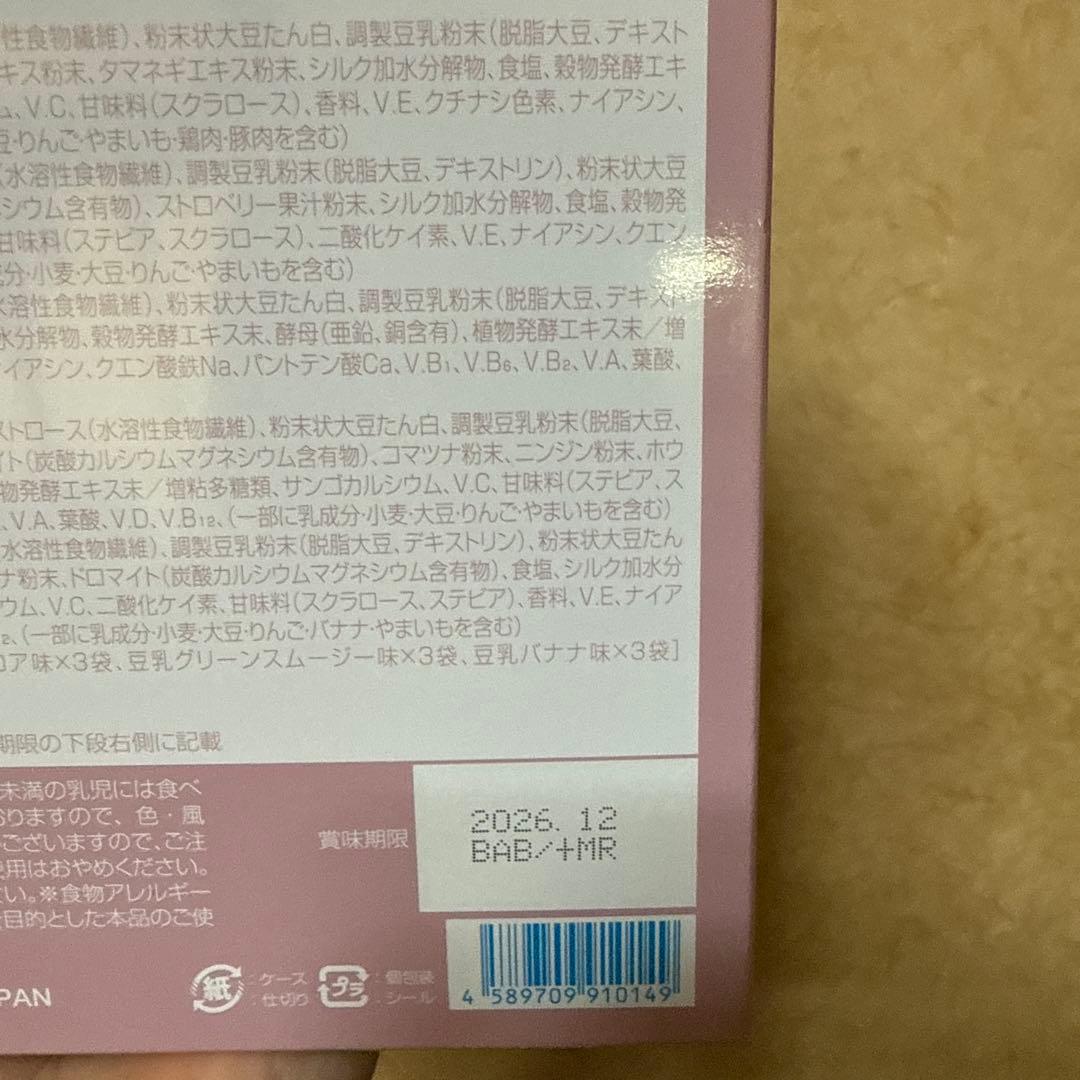 性食物繊維)、粉末状大豆たん白、調製豆乳粉末(脱脂大豆、デキスト
キス粉末、タマネギエキス粉末、シルク加水分解物、食塩、穀物発酵エキ
ム、V.C、甘味料(スクラロース)、香料、V.E、クチナシ色素、ナイアシン、
豆・りんご・やまいも・鶏肉・豚肉を含む)
(水溶性食物繊維)、調製豆乳粉末(脱脂大豆、デキストリン)、粉末状大豆
シウム含有物)、ストロベリー果汁粉末、シルク加水分解物、食塩、穀物発
甘味料(ステビア、スクラロース)、二酸化ケイ素、V.E、ナイアシン、クエン
成分・小麦・大豆・りんご・やまいもを含む)
水溶性食物繊維)、粉末状大豆たん白、調製豆乳粉末(脱脂大豆、デキスト
水分解物、穀物発酵エキス末、酵母(亜鉛、銅含有)、植物発酵エキス末/増
ナイアシン、クエン酸鉄Na、パントテン酸Ca、V.B₁、V.B₆、V.B₂、V.A、葉酸、
ストロース(水溶性食物繊維)、粉末状大豆たん白、調製豆乳粉末(脱脂大豆、
イト(炭酸カルシウムマグネシウム含有物)、コマツナ粉末、ニンジン粉末、ホウ
物発酵エキス末/増粘多糖類、サンゴカルシウム、V.C、甘味料(ステビア、ス
、V.A、葉酸、V.D、V.B₁₂、(一部に乳成分・小麦・大豆・りんご・やまいもを含む)
水溶性食物繊維)、調製豆乳粉末(脱脂大豆、デキストリン)、粉末状大豆たん
ナ粉末、ドロマイト(炭酸カルシウムマグネシウム含有物)、食塩、シルク加水分
ウム、V.C、二酸化ケイ素、甘味料(スクラロース、ステビア)、香料、V.E、ナイア
₂、(一部に乳成分・小麦・大豆・りんご・バナナ・やまいもを含む)
コア味×3袋、豆乳グリーンスムージー味×3袋、豆乳バナナ味×3袋]
期限の下段右側に記載
未満の乳児には食べ
おりますので、色・風
ございますので、ご注
使用はおやめください。
さい。※食物アレルギー
を目的とした本品のご使
賞味期限
2026.12
BAB/+MR
PAN
紙
:ケース
:仕切り
プラ
:個包装
:シール
4 589709 910149